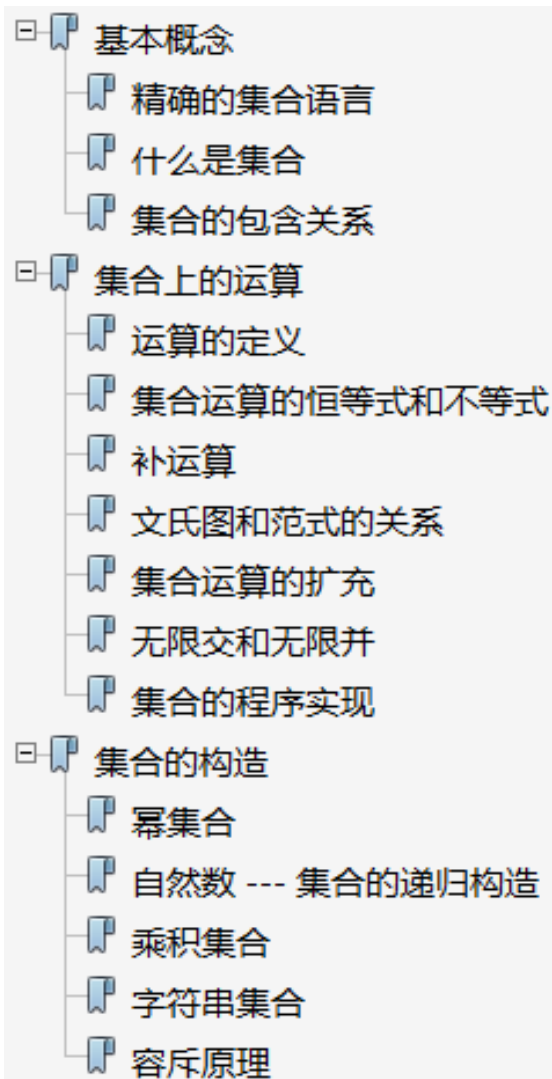 基本概念
精确的集合语言
什么是集合
集合的包含关系
集合上的运算
运算的定义
集合运算的恒等式和不等式
补运算
文氏图和范式的关系
集合运算的扩充
无限交和无限并
集合的程序实现
集合的构造
幂集合
自然数 --- 集合的递归构造
乘积集合
字符串集合
容斥原理